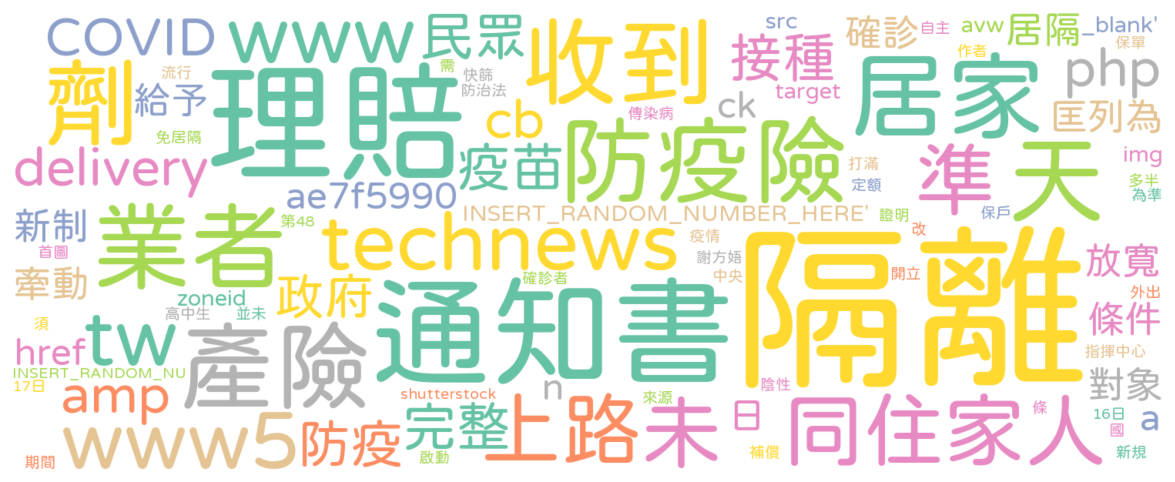 COVID
www
民眾
收到
接種
src
確診
自主
avw
居隔
_blank'
保單
劑
流行
給予
理賠
需
快篩
防治法
cb
傳染病
ck
target
居家
作者
php
匡列為
免居隔
delivery
疫苗
防疫險
打滿
定額
準
天
img
多半
為準
ae7f5990
INSERT_RANDOM_NUMBER_HERE'
證明
保戶
新制
首圖
業者
第48
technews
疫情
謝方娪
中央
改
隔離
開立
放寬
外出
牽動
zoneid
高中生
並未
政府
確診者
通知書
條件
須
tw
href
產險
n
指揮中心
對象
INSERT_RANDOM_NU
17日
amp
shutterstock
來源
陰性
日
同住家人
條
16日
國
a
www5
防疫
完整
啟動
上路
未
補償
新規
期間